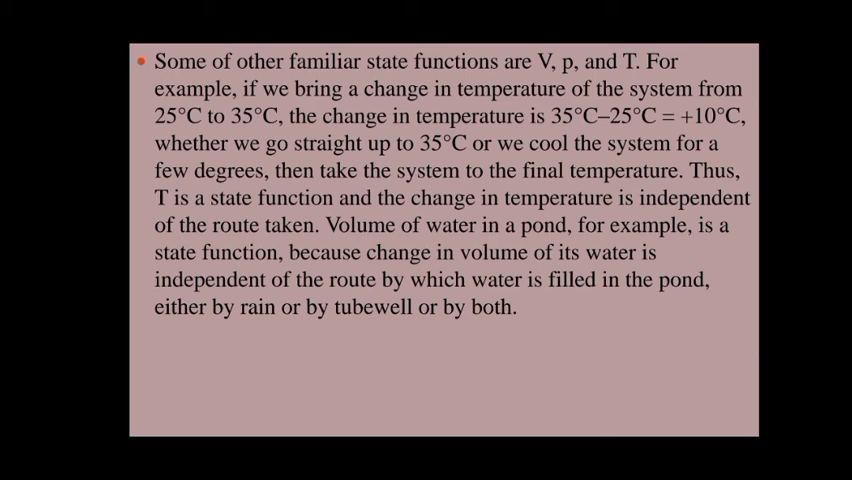 Some of other familiar state functions are V, p, and T. For
example, if we bring a change in temperature of the system from
25°C to 35°C, the change in temperature is 35°C–25°C = +10°C,
whether we go straight up to 35°C or we cool the system for a
few degrees, then take the system to the final temperature. Thus,
T is a state function and the change in temperature is independent
of the route taken. Volume of water in a pond, for example, is a
state function, because change in volume of its water is
independent of the route by which water is filled in the pond,
either by rain or by tubewell or by both.